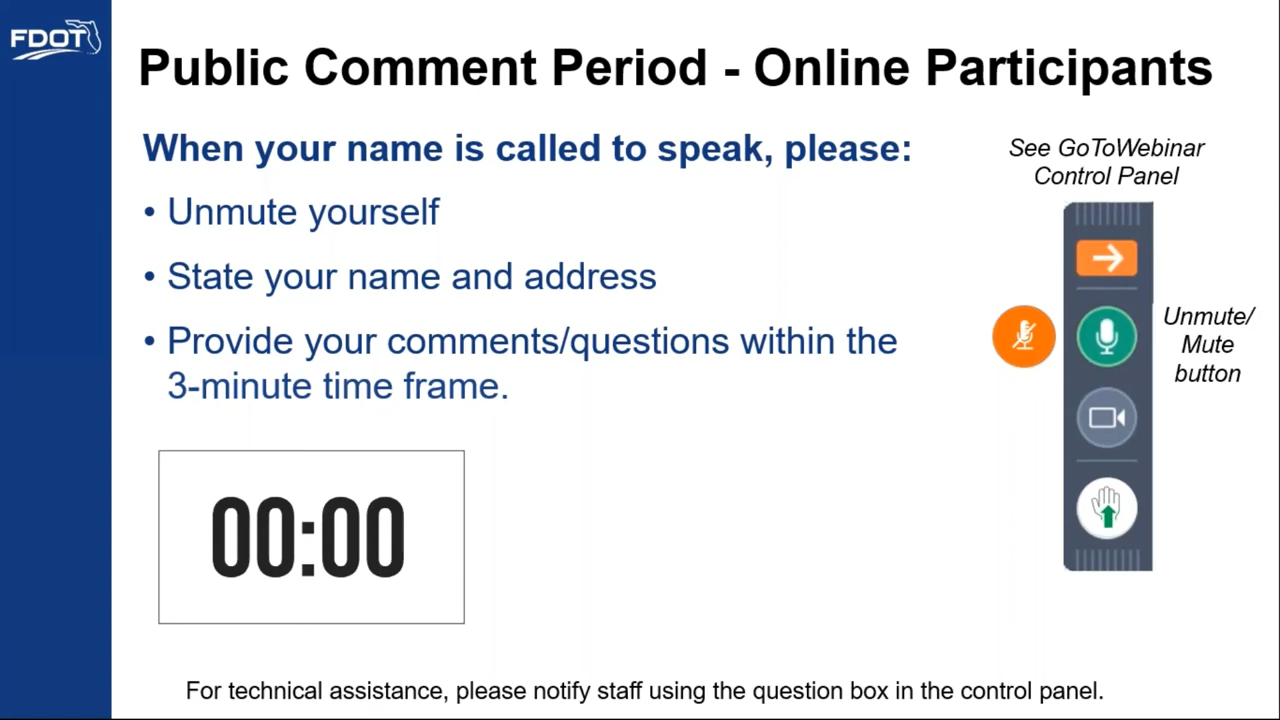 FDOT
Public Comment Period - Online Participants
When your name is called to speak, please:
• Unmute yourself
• State your name and address
• Provide your comments/questions within the
3-minute time frame.
See GoToWebinar
Control Panel
Unmute/
Mute
button
00:00
For technical assistance, please notify staff using the question box in the control panel.